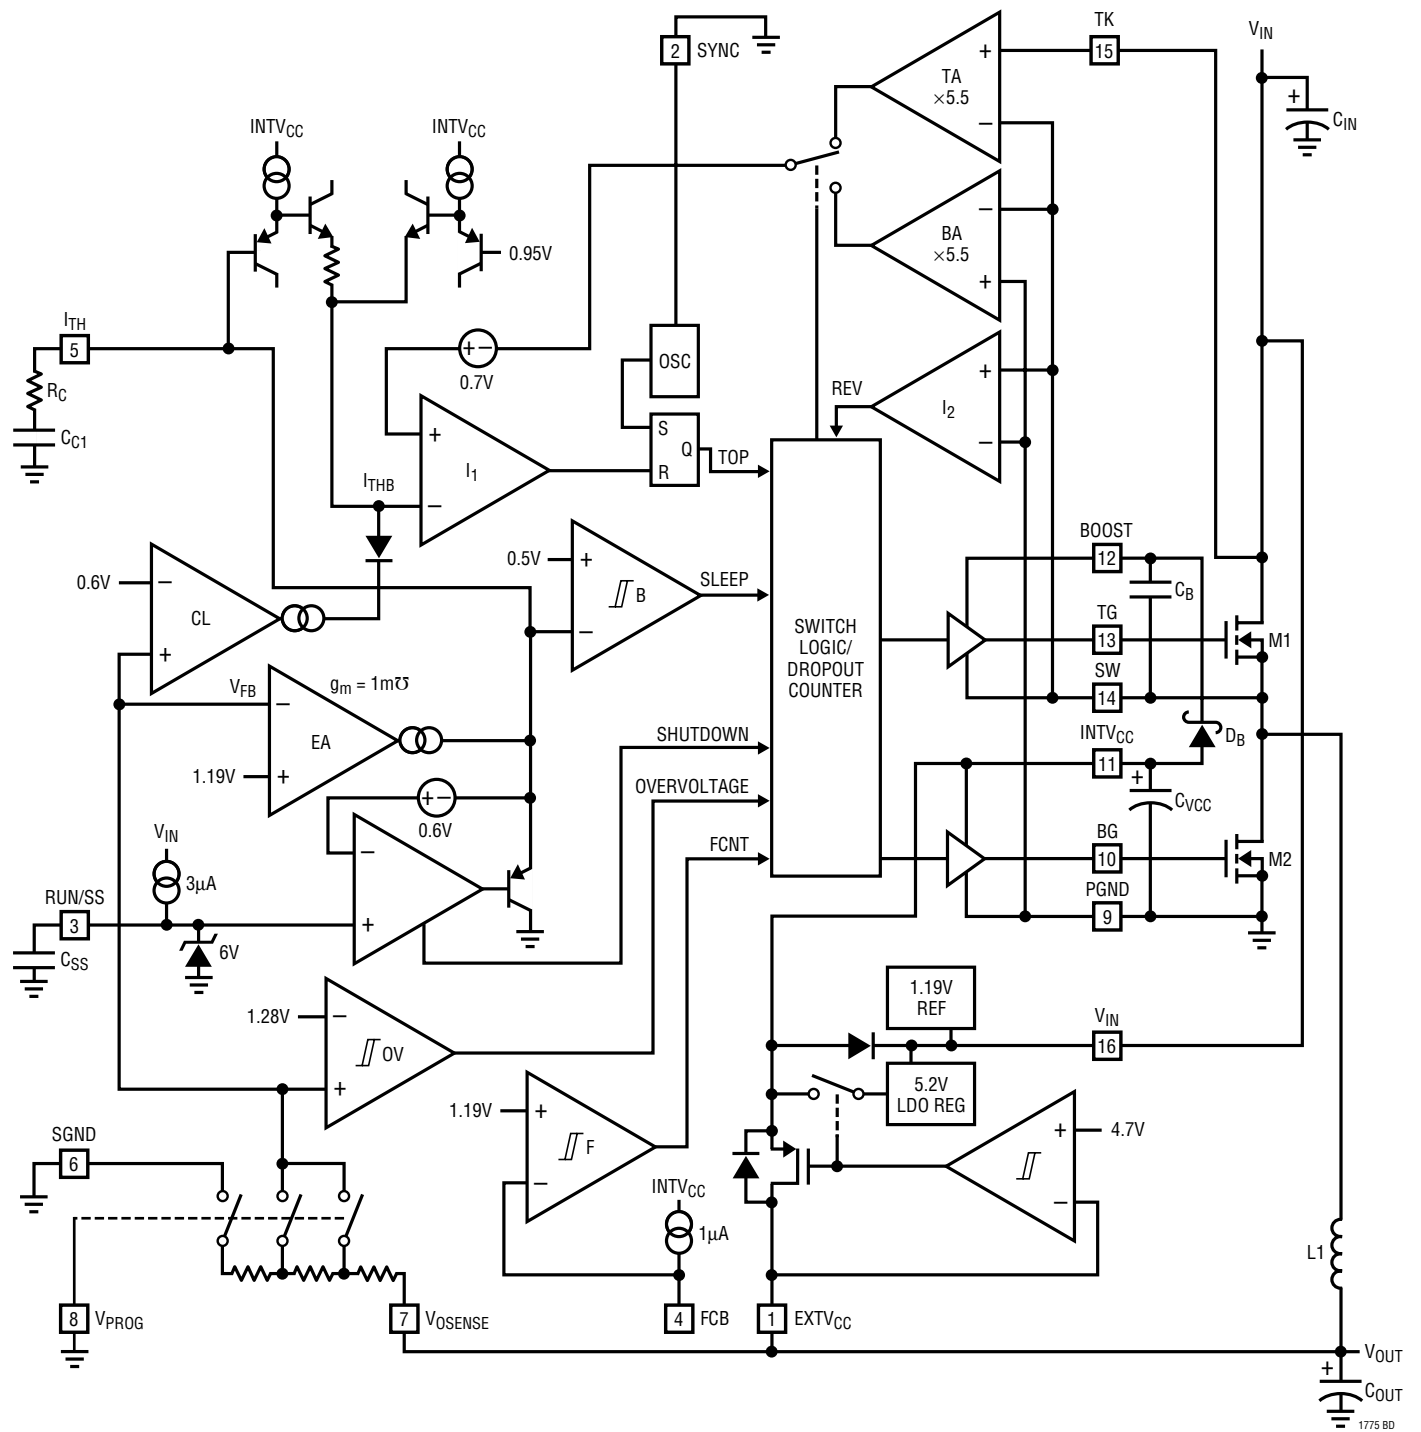 2 SYNC
TK
15
VIN
TA
×5.5
+
−
+
CIN
INTVCC
INTVCC
0.95V
BA
×5.5
−
+
ITH
5
RC
CC1
+−
0.7V
OSC
S
R
Q
TOP
REV
I2
+
−
I1
+
−
ITHB
0.5V
+
−
B
SLEEP
0.6V
−
+
CL
SWITCH
LOGIC/
DROPOUT
COUNTER
BOOST
12
CB
TG
13
M1
SW
14
VFB
gm = 1m℧
−
+
EA
1.19V
SHUTDOWN
OVERVOLTAGE
FCNT
INTVCC
11
DB
+
CVCC
+−
0.6V
VIN
3µA
−
+
BG
10
M2
PGND
9
RUN/SS
3
CSS
6V
1.28V
−
+
OV
1.19V
REF
VIN
16
5.2V
LDO REG
1.19V
+
−
F
+
−
4.7V
SGND
6
INTVCC
1µA
L1
8 VPROG
7 VOSENSE
4 FCB
1 EXTVCC
VOUT
+
COUT
1775 BD